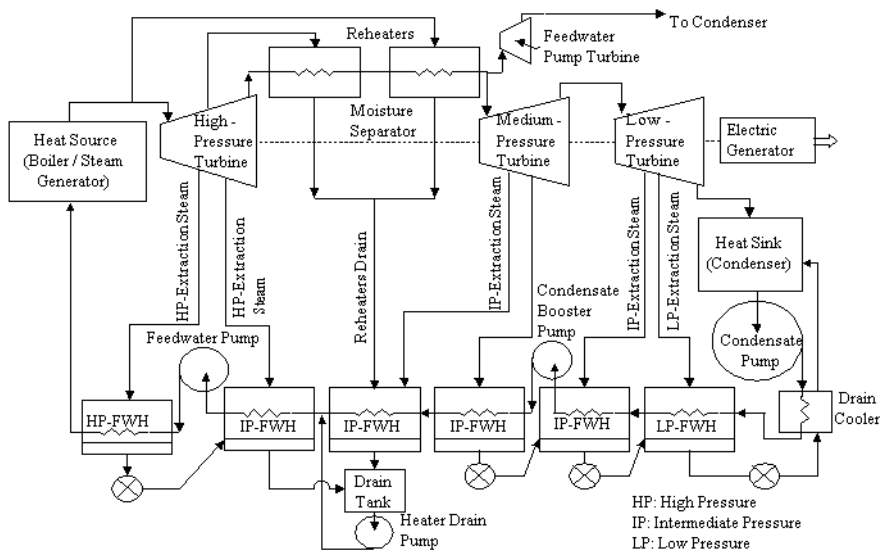 To Condenser
Reheaters
Feedwater
Pump Turbine
Heat Source
(Boiler / Steam
Generator)
High -
Pressure
Turbine
Moisture
Separator
Medium-
Pressure
Turbine
Low -
Pressure
Turbine
Electric
Generator
HP-Extraction Steam
HP-Extraction
Steam
Reheaters Drain
IP-Extraction Steam
IP-Extraction Steam
LP-Extraction Steam
Heat Sink
(Condenser)
Condensate
Booster
Pump
Feedwater Pump
Condensate
Pump
Drain
Cooler
HP-FWH
IP-FWH
IP-FWH
IP-FWH
IP-FWH
LP-FWH
Drain
Tank
Heater Drain
Pump
HP: High Pressure
IP: Intermediate Pressure
LP: Low Pressure